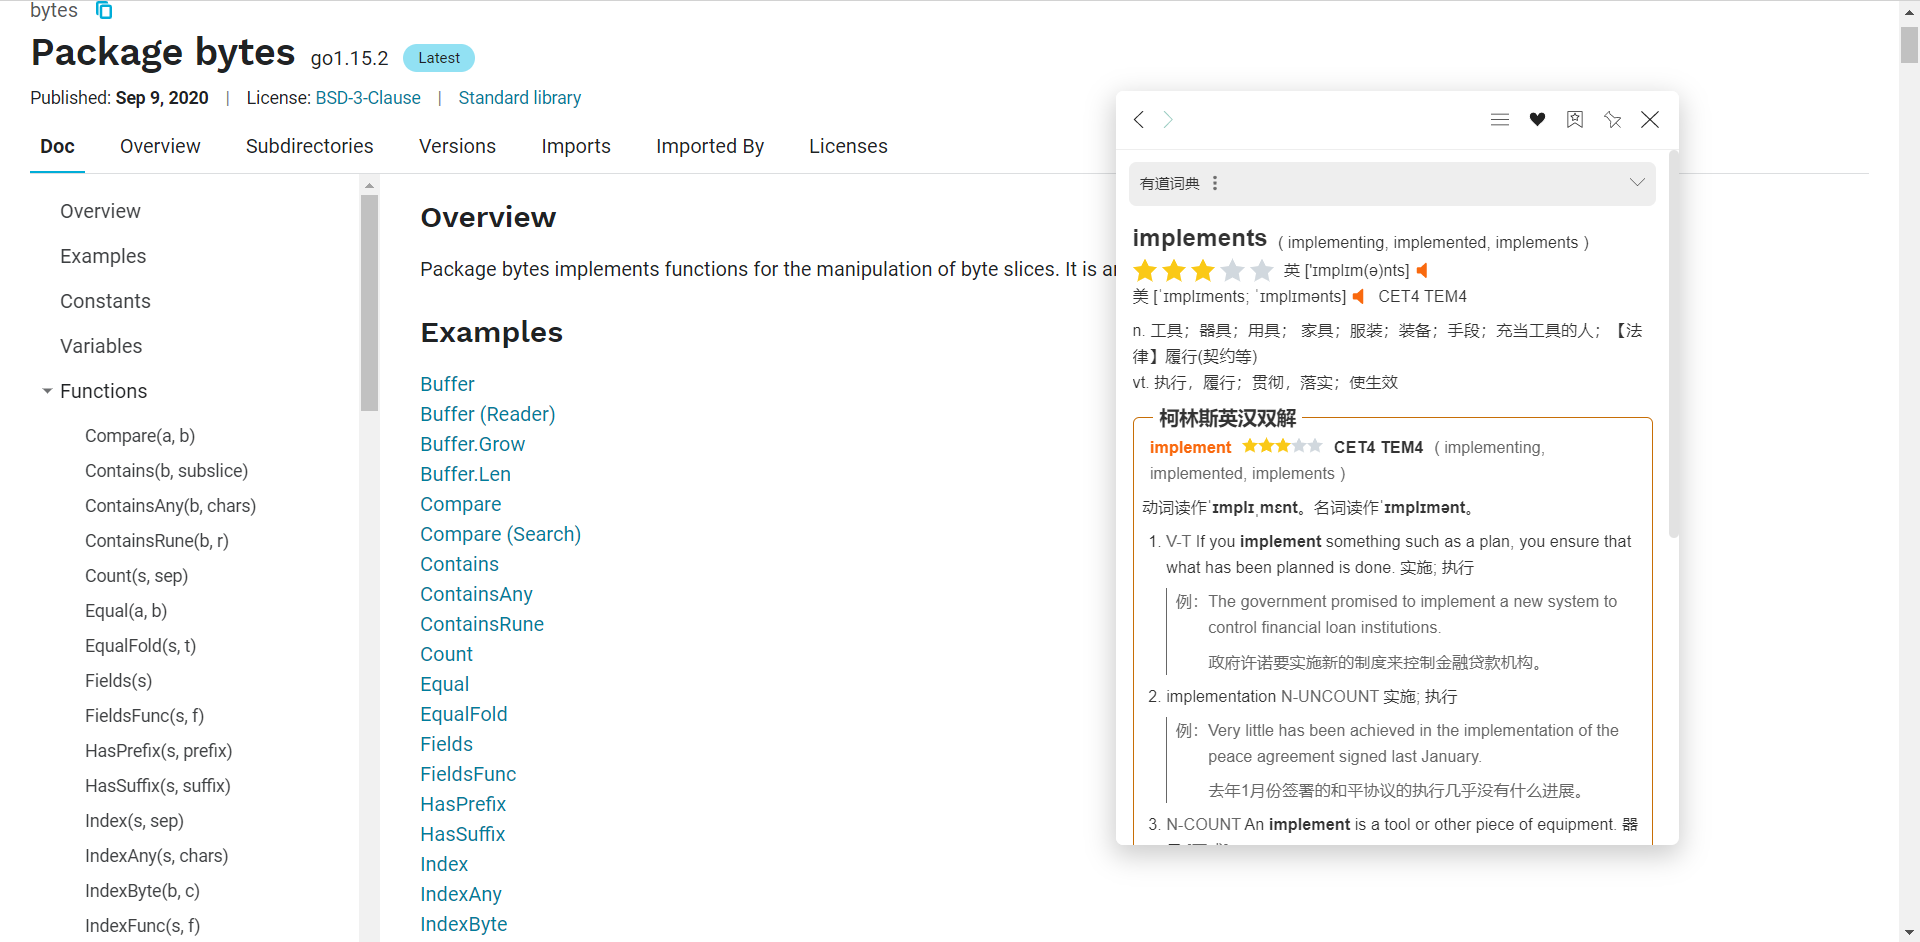 bytes
Package bytes go1.15.2 Latest
Published: Sep 9, 2020 | License: BSD-3-Clause | Standard library
Doc Overview Subdirectories Versions Imports Imported By Licenses
Overview
Examples
Constants
Variables
Functions
Compare(a, b)
Contains(b, subslice)
ContainsAny(b, chars)
ContainsRune(b, r)
Count(s, sep)
Equal(a, b)
EqualFold(s, t)
Fields(s)
FieldsFunc(s, f)
HasPrefix(s, prefix)
HasSuffix(s, suffix)
Index(s, sep)
IndexAny(s, chars)
IndexByte(b, c)
IndexFunc(s, f)
Overview
Package bytes implements functions for the manipulation of byte slices. It is
Examples
Buffer
Buffer (Reader)
Buffer.Grow
Buffer.Len
Compare
Compare (Search)
Contains
ContainsAny
ContainsRune
Count
Equal
EqualFold
Fields
FieldsFunc
HasPrefix
HasSuffix
Index
IndexAny
IndexByte
有道词典
implements ( implementing, implemented, implements )
英 ['ɪmplɪm(ə)nts]
美 [ˈɪmplɪments; ˈɪmplɪmənts] CET4 TEM4
n. 工具；器具；用具； 家具；服装；装备；手段；充当工具的人；【法
律】履行(契约等)
vt. 执行，履行；贯彻，落实；使生效
柯林斯英汉双解
implement CET4 TEM4 ( implementing,
implemented, implements )
动词读作ˈɪmplɪˌmɛnt。名词读作ˈɪmplɪmənt。
1. V-T If you implement something such as a plan, you ensure that
what has been planned is done. 实施; 执行
例： The government promised to implement a new system to
control financial loan institutions.
政府许诺要实施新的制度来控制金融贷款机构。
2. implementation N-UNCOUNT 实施; 执行
例： Very little has been achieved in the implementation of the
peace agreement signed last January.
去年1月份签署的和平协议的执行几乎没有什么进展。
3. N-COUNT An implement is a tool or other piece of equipment. 器